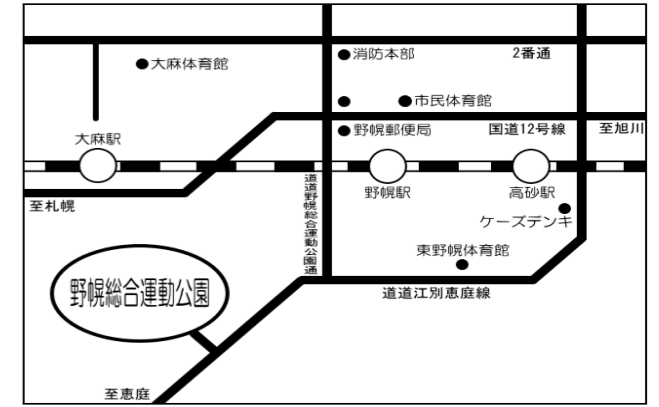 消防本部
2番通
大麻体育館
市民体育館
野幌郵便局
国道12号線
至旭川
大麻駅
野幌駅
高砂駅
至札幌
道道野幌総合運動公園通
ケーズデンキ
東野幌体育館
野幌総合運動公園
道道江別恵庭線
至恵庭